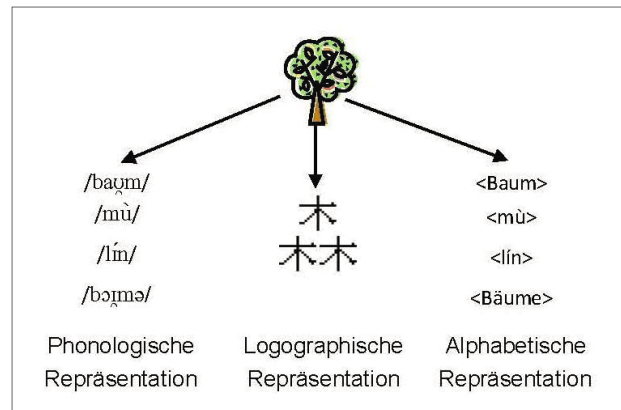 /baʊ̯m/ <Baum>
/mù/ 木 <mù>
/lín/ 木木 <lín>
/bɔɪ̯mə/ <Bäume>
Phonologische Logographische Alphabetische
Repräsentation Repräsentation Repräsentation